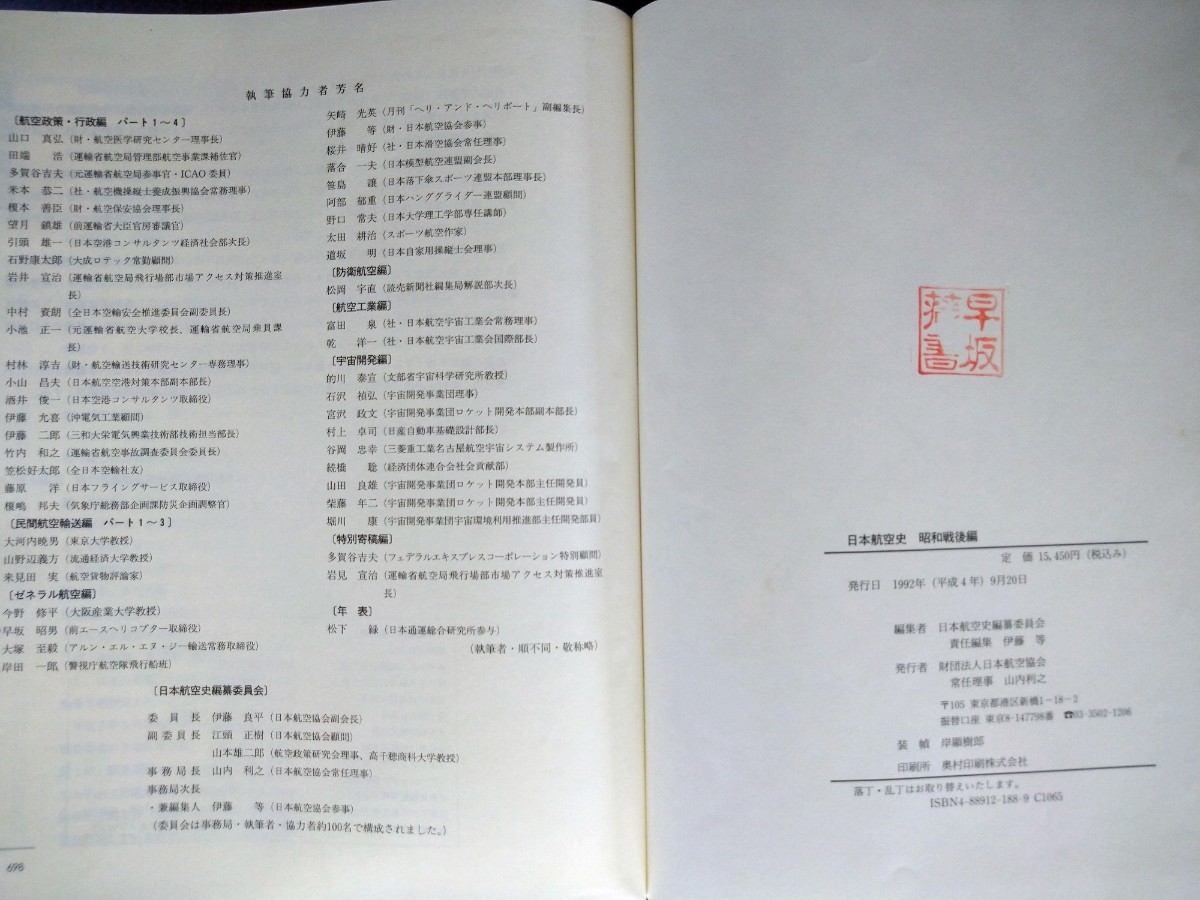 執筆協力者芳名
〔航空政策・行政編 パート1～4〕
山口 真弘(財・航空医学研究センター理事長)
田端 浩(運輸省航空局管理部航空事業課補佐官)
多賀谷吉夫(元運輸省航空局参事官・ICAO委員)
米本 恭二(社・航空機操縦士養成振興協会常務理事)
榎本 善臣(財・航空保安協会理事長)
望月 鎮雄(前運輸省大臣官房審議官)
引頭 雄一(日本空港コンサルタンツ経済社会部次長)
石野康太郎(大成ロテック常勤顧問)
岩井 宣治(運輸省航空局飛行場部市場アクセス対策推進室
長)
中村 資朗(全日本空輸安全推進委員会副委員長)
小池 正一(元運輸省航空大学校長、運輸省航空局乗員課
長)
村林 淳吉(財・航空輸送技術研究センター専務理事)
小山 昌夫(日本航空空港対策本部副本部長)
酒井 俊一(日本空港コンサルタンツ取締役)
伊藤 允喜(沖電気工業顧問)
伊藤 二郎(三和大栄電気興業技術部技術担当部長)
竹内 和之(運輸省航空事故調査委員会委員長)
笠松好太郎(全日本空輸社友)
藤原 洋(日本フライングサービス取締役)
榎嶋 邦夫(気象庁総務部企画課防災企画調整官)
〔民間航空輸送編 パート1～3〕
大河内暁男(東京大学教授)
山野辺義方(流通経済大学教授)
来見田 実(航空貨物評論家)
〔ゼネラル航空編〕
今野 修平(大阪産業大学教授)
早坂 昭男(前エースヘリコプター取締役)
大塚 至毅(アルン・エル・エヌ・ジー輸送常務取締役)
岸田 一郎(警視庁航空隊飛行船班)
矢崎 光英(月刊「ヘリ・アンド・ヘリポート」副編集長)
伊藤 等(財・日本航空協会参事)
桜井 晴好(社・日本滑空協会常任理事)
落合 一夫(日本模型航空連盟副会長)
笹島 譲(日本落下傘スポーツ連盟本部理事長)
阿部 郁重(日本ハンググライダー連盟顧問)
野口 常夫(日本大学理工学部専任講師)
太田 耕治(スポーツ航空作家)
道坂 明(日本自家用操縦士会理事)
〔防衛航空編〕
松岡 宇直(読売新聞社編集局解説部次長)
〔航空工業編〕
富田 泉(社・日本航空宇宙工業会常務理事)
乾 洋一(社・日本航空宇宙工業会国際部長)
〔宇宙開発編〕
的川 泰宣(文部省宇宙科学研究所教授)
石沢 禎弘(宇宙開発事業団理事)
宮沢 政文(宇宙開発事業団ロケット開発本部副本部長)
村上 卓司(日産自動車基礎設計部長)
谷岡 忠幸(三菱重工業名古屋航空宇宙システム製作所)
続橋 聡(経済団体連合会社会貢献部)
山田 良雄(宇宙開発事業団ロケット開発本部主任開発員)
柴藤 年二(宇宙開発事業団ロケット開発本部主任開発員)
堀川 康(宇宙開発事業団宇宙環境利用推進部主任開発部員)
〔特別寄稿編〕
多賀谷吉夫(フェデラルエキスプレスコーポレーション特別顧問)
岩見 宣治(運輸省航空局飛行場部市場アクセス対策推進室
長)
〔年 表〕
松下 緑(日本通運総合研究所参与)
(執筆者・順不同・敬称略)
〔日本航空史編纂委員会〕
委員長 伊藤 良平(日本航空協会副会長)
副委員長 江頭 正樹(日本航空協会顧問)
山本雄二郎(航空政策研究会理事、高千穂商科大学教授)
事務局長 山内 利之(日本航空協会常任理事)
事務局次長
・兼編集人 伊藤 等(日本航空協会参事)
(委員会は事務局・執筆者・協力者約100名で構成されました。)
698
早坂
蔵書
日本航空史 昭和戦後編
定 価 15,450円(税込み)
発行日 1992年(平成4年)9月20日
編集者 日本航空史編纂委員会
責任編集 伊藤 等
発行者 財団法人日本航空協会
常任理事 山内利之
〒105 東京都港区新橋1-18-2
振替口座 東京8-147798番 ☎03-3502-1206
装 幀 岸顯樹郎
印刷所 奥村印刷株式会社
落丁・乱丁はお取り替えいたします。
ISBN4-88912-188-9 C1065